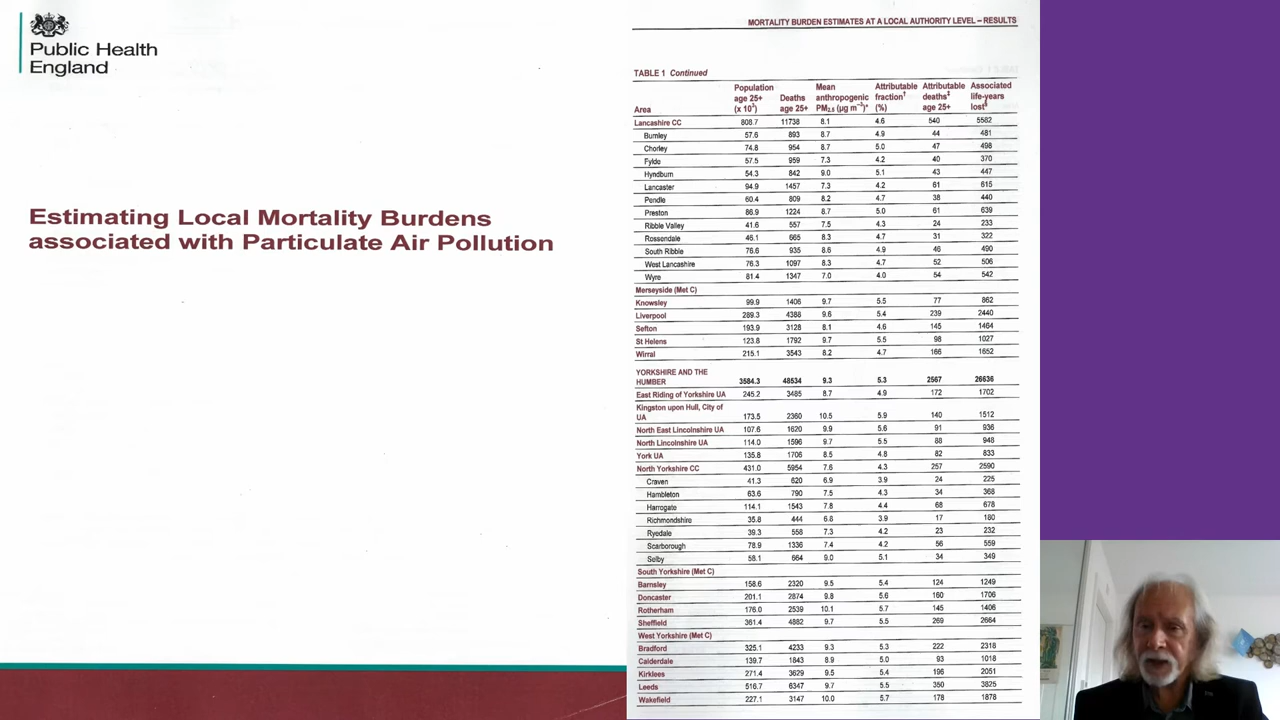 Public Health
England
Estimating Local Mortality Burdens
associated with Particulate Air Pollution
MORTALITY BURDEN ESTIMATES AT A LOCAL AUTHORITY LEVEL – RESULTS
TABLE 1 Continued
Area Population age 25+ (x 10³) Deaths age 25+ Mean anthropogenic PM2.5 (µg m⁻³)* Attributable fraction† (%) Attributable deaths‡ age 25+ Associated life-years lost§
Lancashire CC 808.7 11738 8.1 4.6 540 5582
Burnley 57.6 893 8.7 4.9 44 481
Chorley 74.8 954 8.7 5.0 47 498
Fylde 57.5 959 7.3 4.2 40 370
Hyndburn 54.3 842 9.0 5.1 43 447
Lancaster 94.9 1457 7.3 4.2 61 615
Pendle 60.4 809 8.2 4.7 38 440
Preston 86.9 1224 8.7 5.0 61 639
Ribble Valley 41.6 557 7.5 4.3 24 233
Rossendale 46.1 665 8.3 4.7 31 322
South Ribble 76.6 935 8.6 4.9 46 490
West Lancashire 76.3 1097 8.3 4.7 52 506
Wyre 81.4 1347 7.0 4.0 54 542
Merseyside (Met C)
Knowsley 99.9 1406 9.7 5.5 77 862
Liverpool 289.3 4388 9.6 5.4 239 2440
Sefton 193.9 3128 8.1 4.6 145 1464
St Helens 123.8 1792 9.7 5.5 98 1027
Wirral 215.1 3543 8.2 4.7 166 1652
YORKSHIRE AND THE
HUMBER 3584.3 48534 9.3 5.3 2567 26636
East Riding of Yorkshire UA 245.2 3485 8.7 4.9 172 1702
Kingston upon Hull, City of
UA 173.5 2360 10.5 5.9 140 1512
North East Lincolnshire UA 107.6 1620 9.9 5.6 91 936
North Lincolnshire UA 114.0 1596 9.7 5.5 88 948
York UA 135.8 1706 8.5 4.8 82 833
North Yorkshire CC 431.0 5954 7.6 4.3 257 2590
Craven 41.3 620 6.9 3.9 24 225
Hambleton 63.6 790 7.5 4.3 34 368
Harrogate 114.1 1543 7.8 4.4 68 678
Richmondshire 35.8 444 6.8 3.9 17 180
Ryedale 39.3 558 7.3 4.2 23 232
Scarborough 78.9 1336 7.4 4.2 56 559
Selby 58.1 664 9.0 5.1 34 349
South Yorkshire (Met C)
Barnsley 158.6 2320 9.5 5.4 124 1249
Doncaster 201.1 2874 9.8 5.6 160 1706
Rotherham 176.0 2539 10.1 5.7 145 1406
Sheffield 361.4 4882 9.7 5.5 269 2664
West Yorkshire (Met C)
Bradford 325.1 4233 9.3 5.3 222 2318
Calderdale 139.7 1843 8.9 5.0 93 1018
Kirklees 271.4 3629 9.5 5.4 196 2051
Leeds 516.7 6347 9.7 5.5 350 3825
Wakefield 227.1 3147 10.0 5.7 178 1878